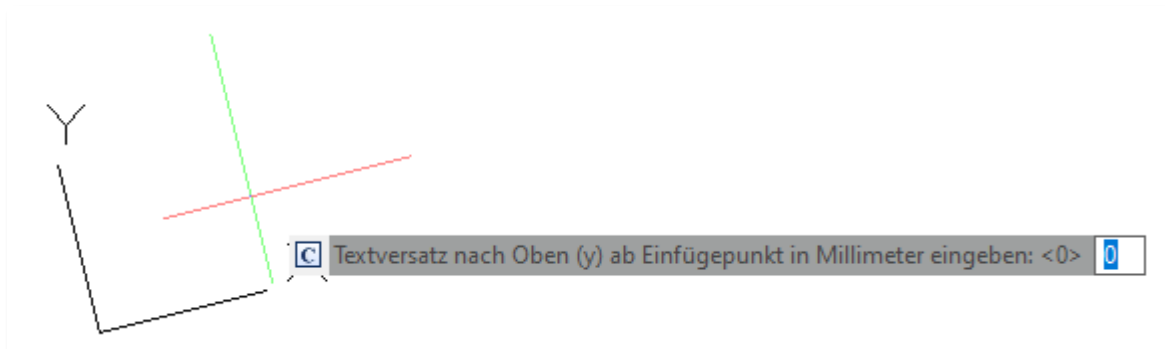 Y
C Textversatz nach Oben (y) ab Einfügepunkt in Millimeter eingeben: <0> 0